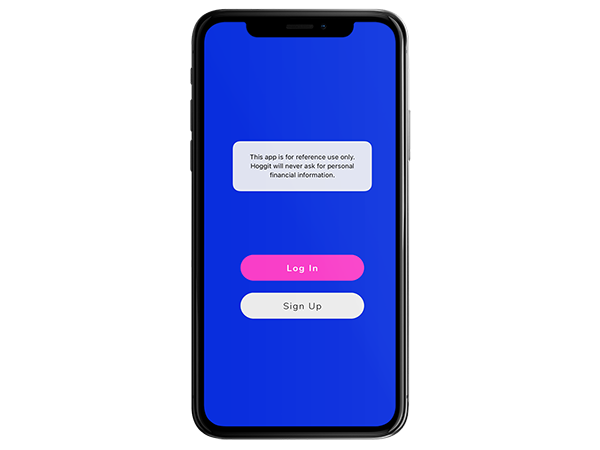 This app is for reference use only.
Hoggit will never ask for personal
financial information.
Log In
Sign Up